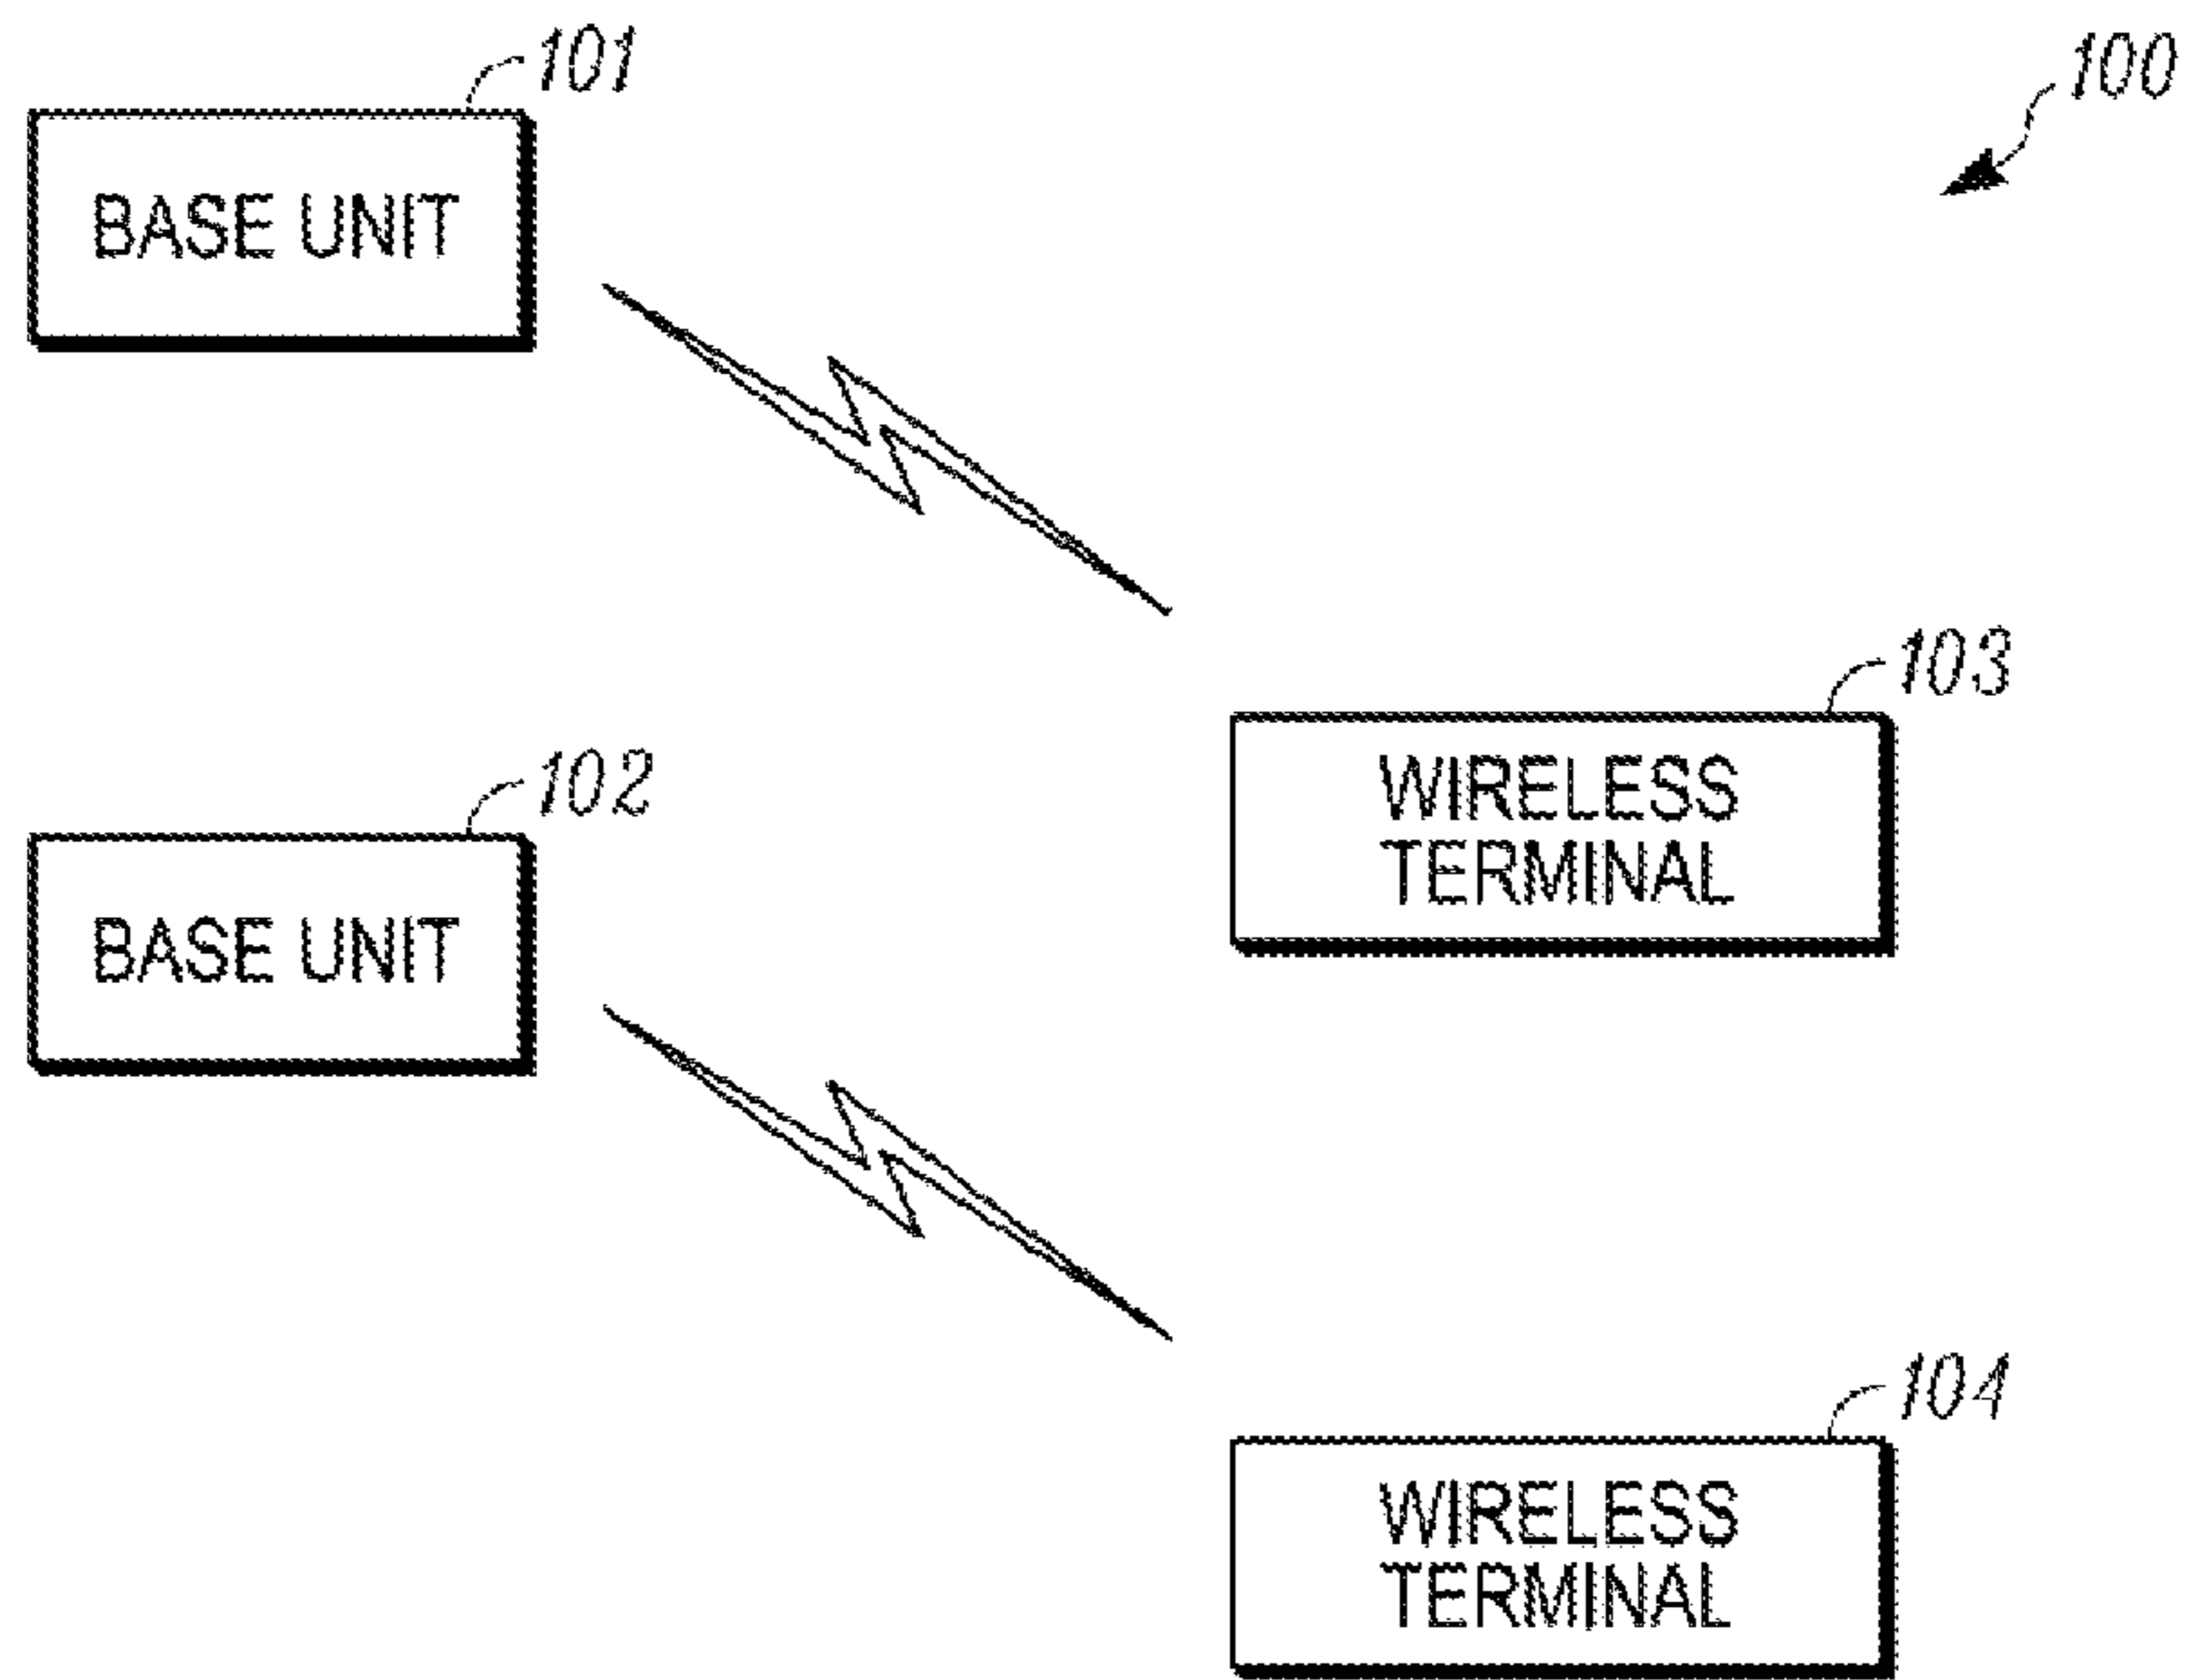 101
100
BASE UNIT
103
102
WIRELESS
TERMINAL
BASE UNIT
104
WIRELESS
TERMINAL